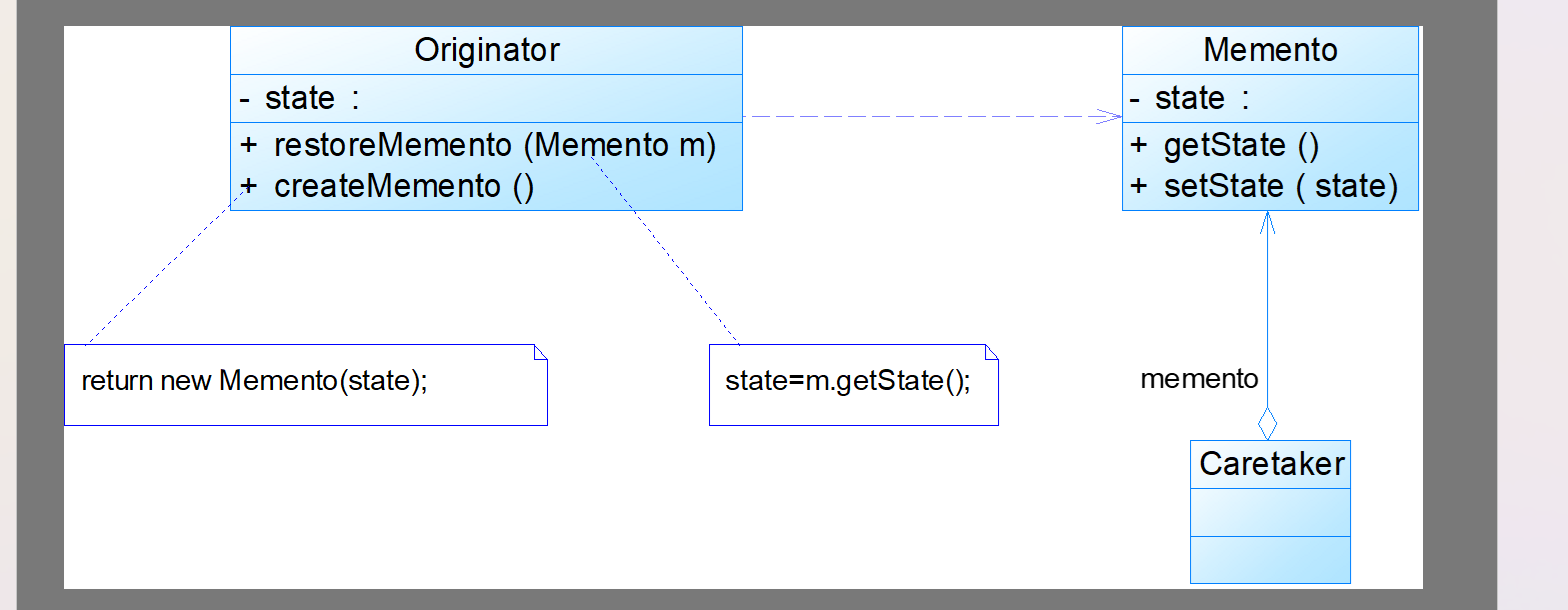 Originator
- state :
+ restoreMemento (Memento m)
+ createMemento ()
Memento
- state :
+ getState ()
+ setState ( state)
return new Memento(state);
state=m.getState();
memento
Caretaker